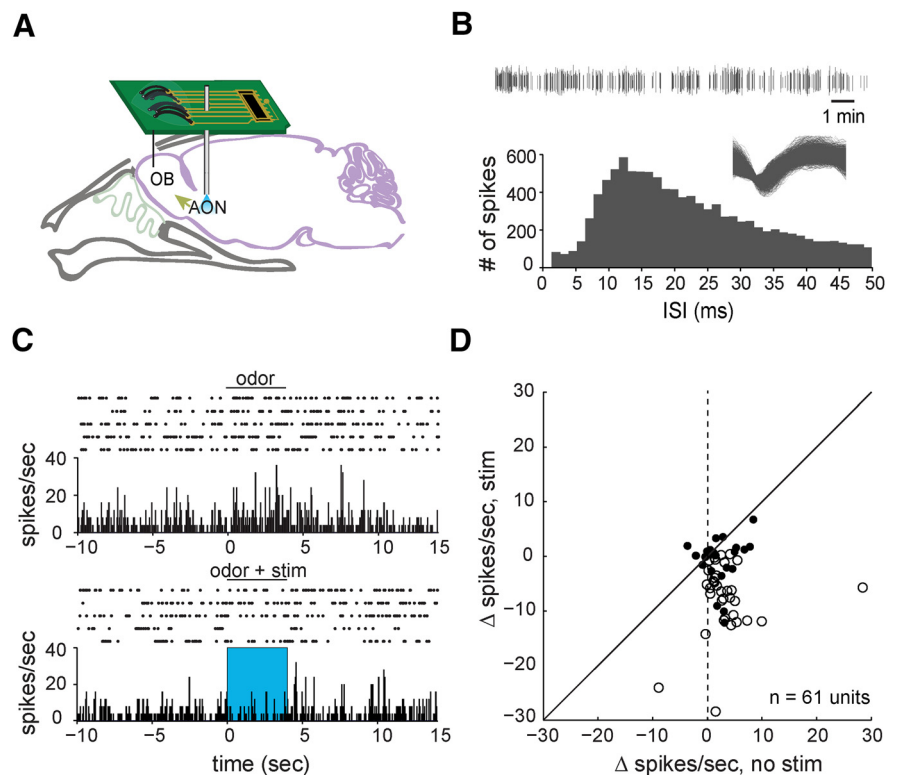 A
OB
AON
B
1 min
# of spikes
600
400
200
0
0 5 10 15 20 25 30 35 40 45 50
ISI (ms)
C
odor
spikes/sec
40
20
0
−10 −5 0 5 10 15
odor + stim
spikes/sec
40
20
0
−10 −5 0 5 10 15
time (sec)
D
Δ spikes/sec, stim
30
20
10
0
−10
−20
−30
n = 61 units
−30 −20 −10 0 10 20 30
Δ spikes/sec, no stim